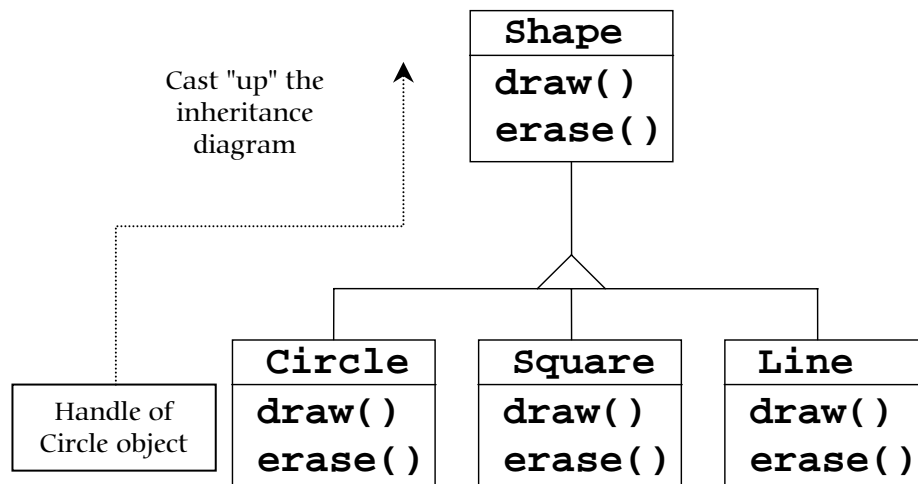 Shape
draw()
erase()
Cast "up" the
inheritance
diagram
Circle
draw()
erase()
Square
draw()
erase()
Line
draw()
erase()
Handle of
Circle object